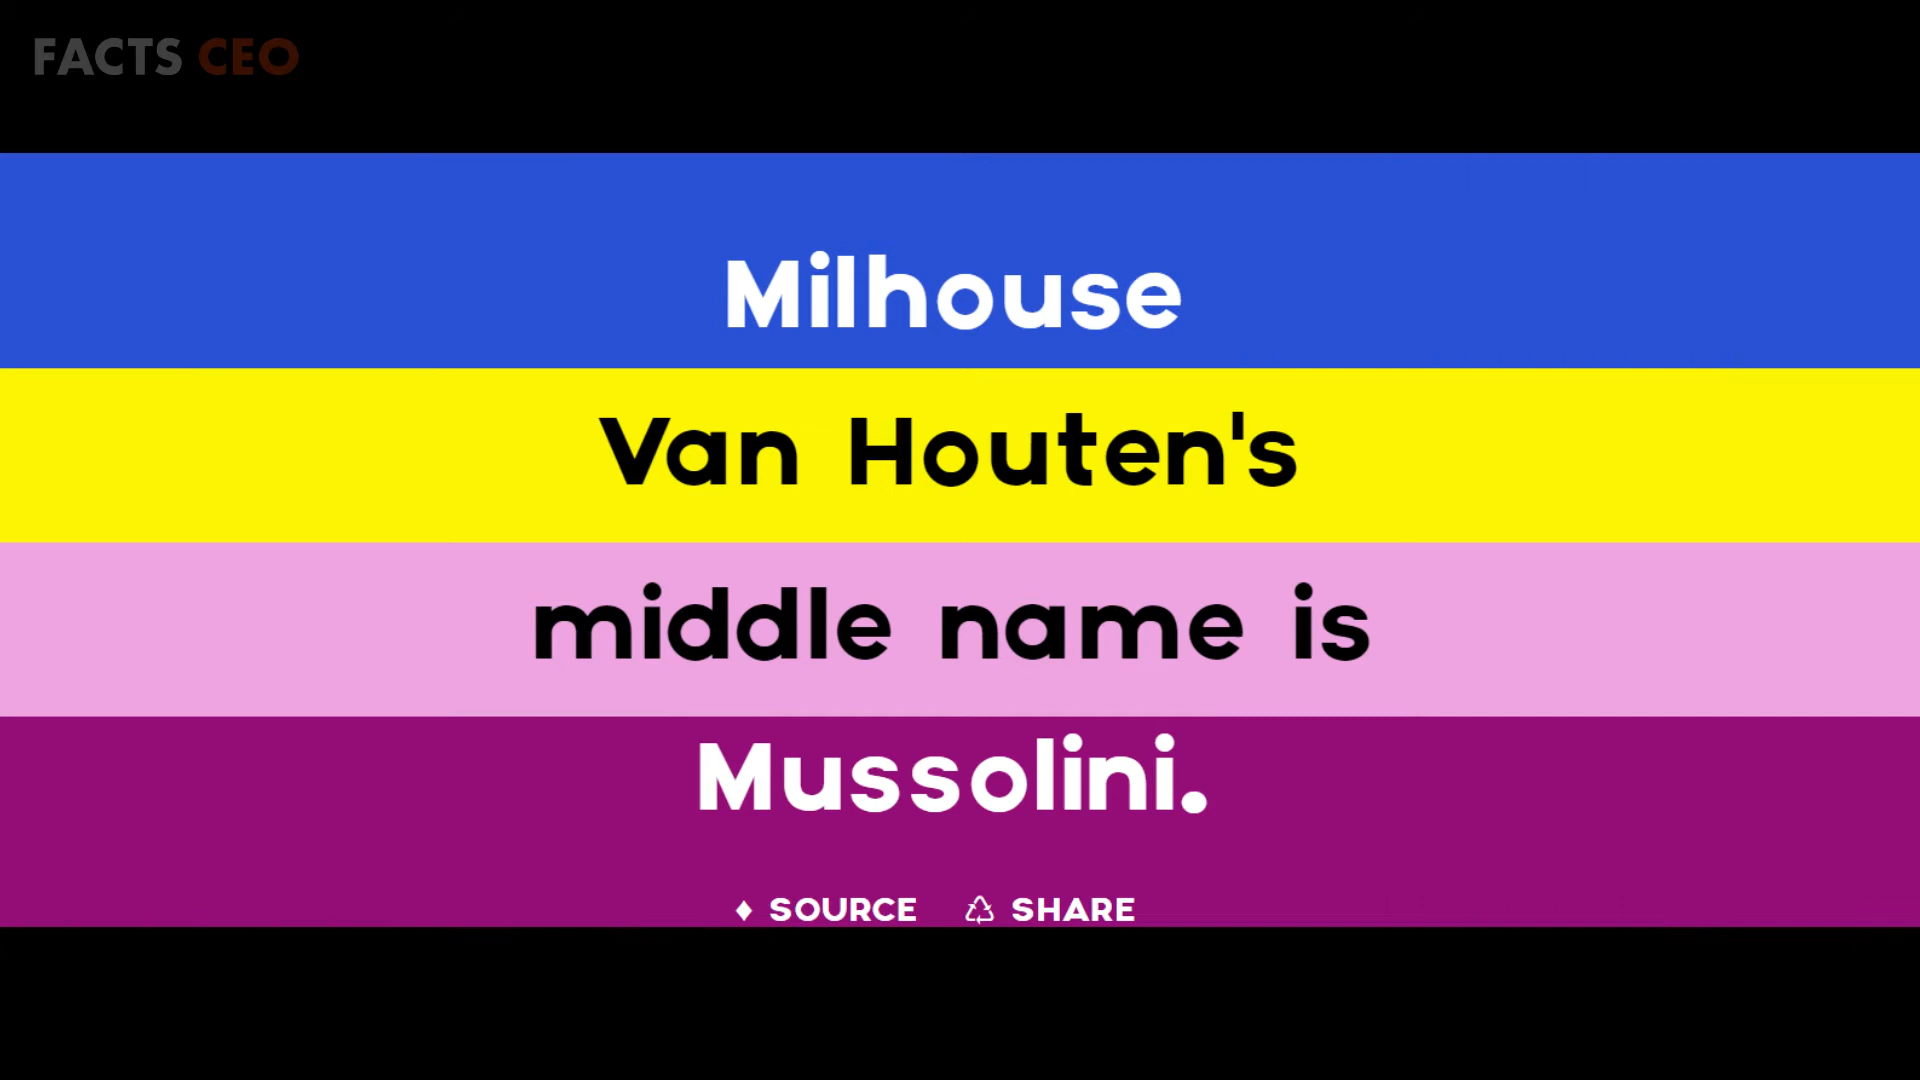 FACTS CEO
Milhouse
Van Houten's
middle name is
Mussolini.
♦ SOURCE ♺ SHARE